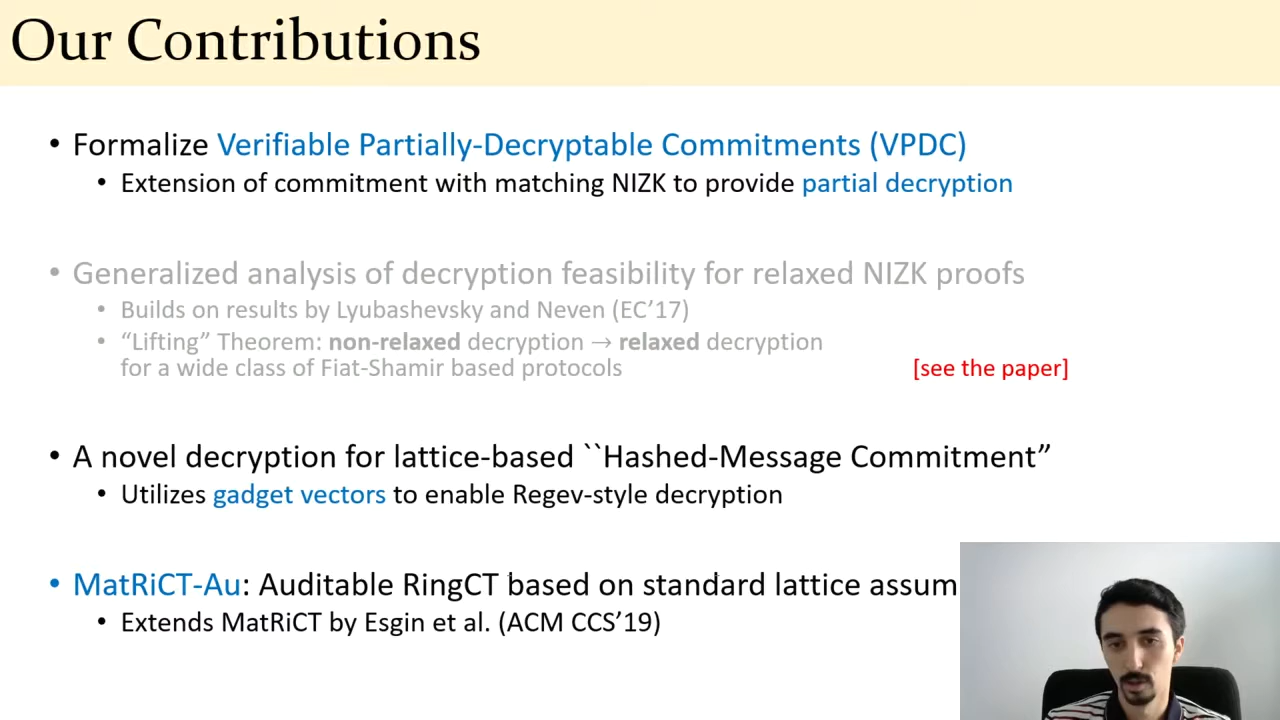 Our Contributions
• Formalize Verifiable Partially-Decryptable Commitments (VPDC)
• Extension of commitment with matching NIZK to provide partial decryption
• Generalized analysis of decryption feasibility for relaxed NIZK proofs
• Builds on results by Lyubashevsky and Neven (EC’17)
• “Lifting” Theorem: non-relaxed decryption → relaxed decryption
for a wide class of Fiat-Shamir based protocols
[see the paper]
• A novel decryption for lattice-based ``Hashed-Message Commitment”
• Utilizes gadget vectors to enable Regev-style decryption
• MatRiCT-Au: Auditable RingCT based on standard lattice assum
• Extends MatRiCT by Esgin et al. (ACM CCS’19)